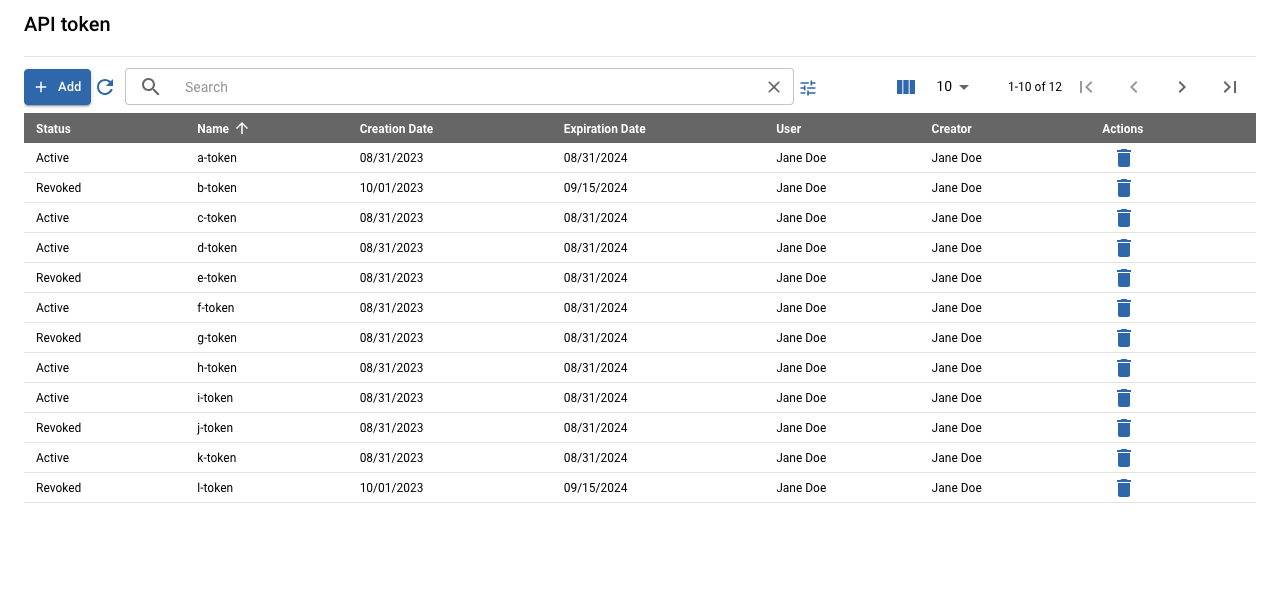 API token
Add Search 10 1-10 of 12
Status Name Creation Date Expiration Date User Creator Actions
Active a-token 08/31/2023 08/31/2024 Jane Doe Jane Doe
Revoked b-token 10/01/2023 09/15/2024 Jane Doe Jane Doe
Active c-token 08/31/2023 08/31/2024 Jane Doe Jane Doe
Active d-token 08/31/2023 08/31/2024 Jane Doe Jane Doe
Revoked e-token 08/31/2023 08/31/2024 Jane Doe Jane Doe
Active f-token 08/31/2023 08/31/2024 Jane Doe Jane Doe
Revoked g-token 08/31/2023 08/31/2024 Jane Doe Jane Doe
Active h-token 08/31/2023 08/31/2024 Jane Doe Jane Doe
Active i-token 08/31/2023 08/31/2024 Jane Doe Jane Doe
Revoked j-token 08/31/2023 08/31/2024 Jane Doe Jane Doe
Active k-token 08/31/2023 08/31/2024 Jane Doe Jane Doe
Revoked l-token 10/01/2023 09/15/2024 Jane Doe Jane Doe